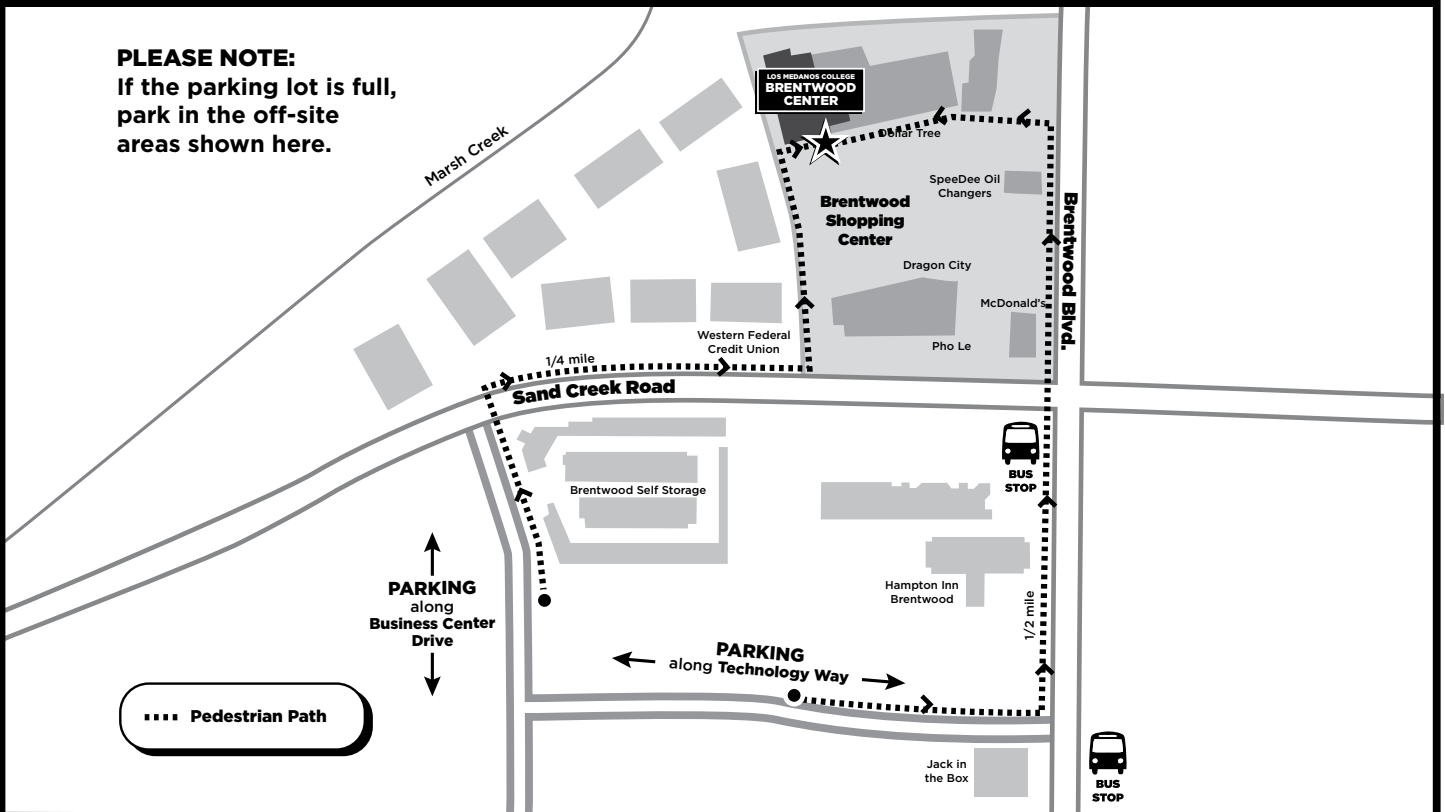 PLEASE NOTE:
If the parking lot is full,
park in the off-site
areas shown here.
Marsh Creek
LOS MEDANOS COLLEGE
BRENTWOOD
CENTER
Dollar Tree
SpeeDee Oil
Changers
Brentwood
Shopping
Center
Brentwood Blvd.
Dragon City
McDonald's
Pho Le
Western Federal
Credit Union
1/4 mile
Sand Creek Road
BUS
STOP
Brentwood Self Storage
Hampton Inn
Brentwood
1/2 mile
PARKING
along
Business Center
Drive
PARKING
along Technology Way
Pedestrian Path
Jack in
the Box
BUS
STOP